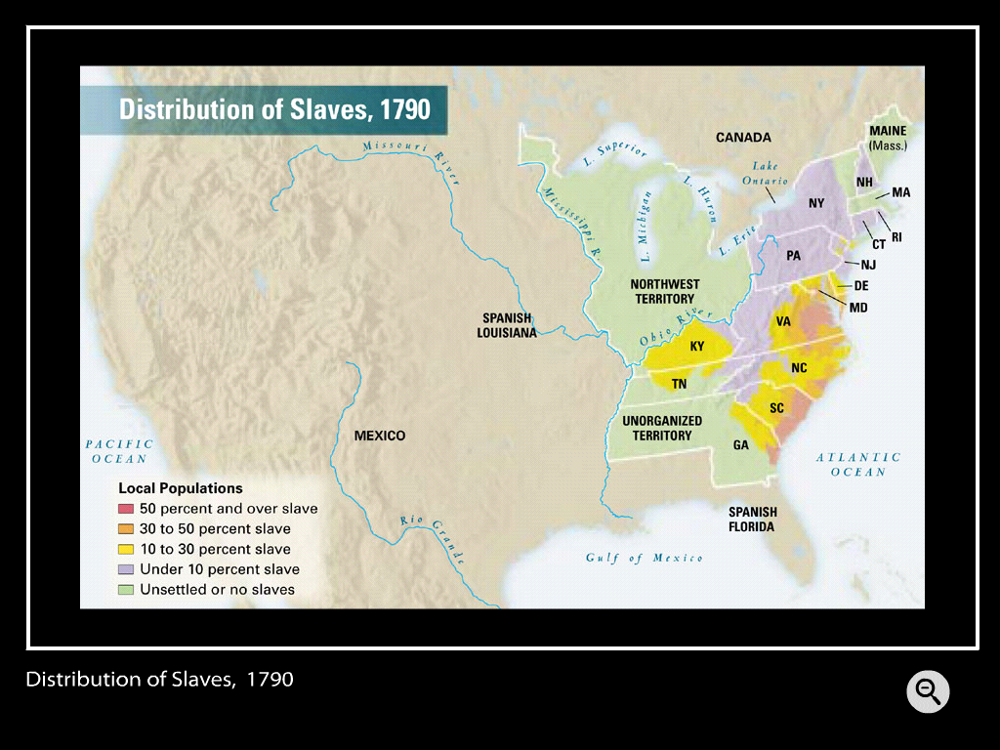 Distribution of Slaves, 1790
Missouri River
CANADA
MAINE
(Mass.)
L. Superior
Lake
Ontario
NH
MA
Mississippi R.
L. Michigan
L. Huron
NY
L. Erie
RI
CT
PA
NJ
NORTHWEST
TERRITORY
DE
MD
SPANISH
LOUISIANA
Ohio River
VA
KY
NC
TN
SC
UNORGANIZED
TERRITORY
GA
MEXICO
PACIFIC
OCEAN
ATLANTIC
OCEAN
SPANISH
FLORIDA
Rio Grande
Gulf of Mexico
Local Populations
50 percent and over slave
30 to 50 percent slave
10 to 30 percent slave
Under 10 percent slave
Unsettled or no slaves
Distribution of Slaves, 1790